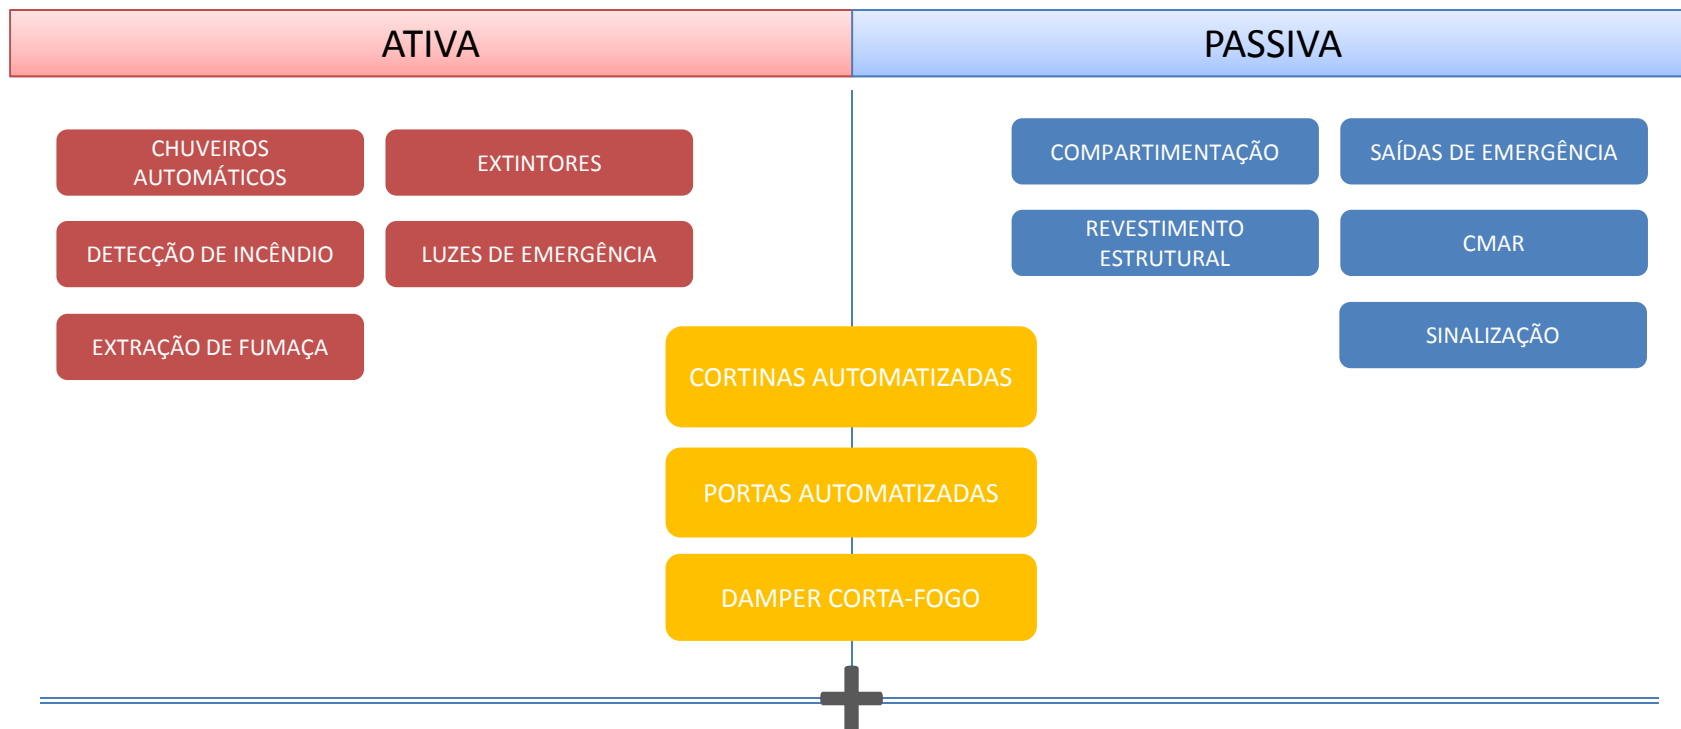 ATIVA
PASSIVA
CHUVEIROS
AUTOMÁTICOS
EXTINTORES
DETECÇÃO DE INCÊNDIO
LUZES DE EMERGÊNCIA
EXTRAÇÃO DE FUMAÇA
COMPARTIMENTAÇÃO
SAÍDAS DE EMERGÊNCIA
REVESTIMENTO
ESTRUTURAL
CMAR
SINALIZAÇÃO
CORTINAS AUTOMATIZADAS
PORTAS AUTOMATIZADAS
DAMPER CORTA-FOGO